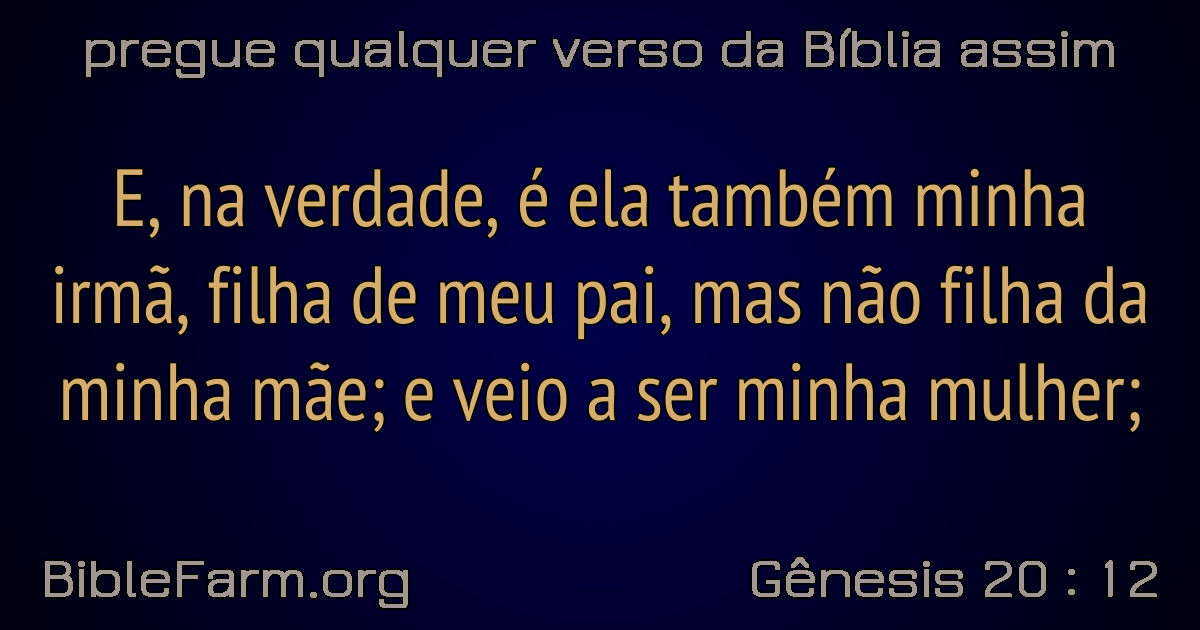 pregue qualquer verso da Bíblia assim
E, na verdade, é ela também minha
irmã, filha de meu pai, mas não filha da
minha mãe; e veio a ser minha mulher;
BibleFarm.org
Gênesis 20 : 12